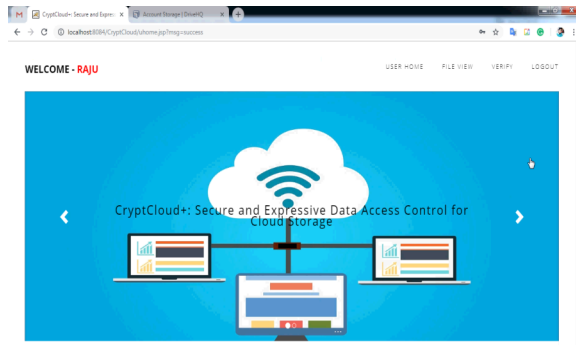 CryptCloud+: Secure and Expres
Account Storage | DriveHQ
localhost:8084/CryptCloud/uhome.jsp?msg=success
WELCOME - RAJU
USER HOME FILE VIEW VERIFY LOGOUT
CryptCloud+: Secure and Expressive Data Access Control for
Cloud Storage